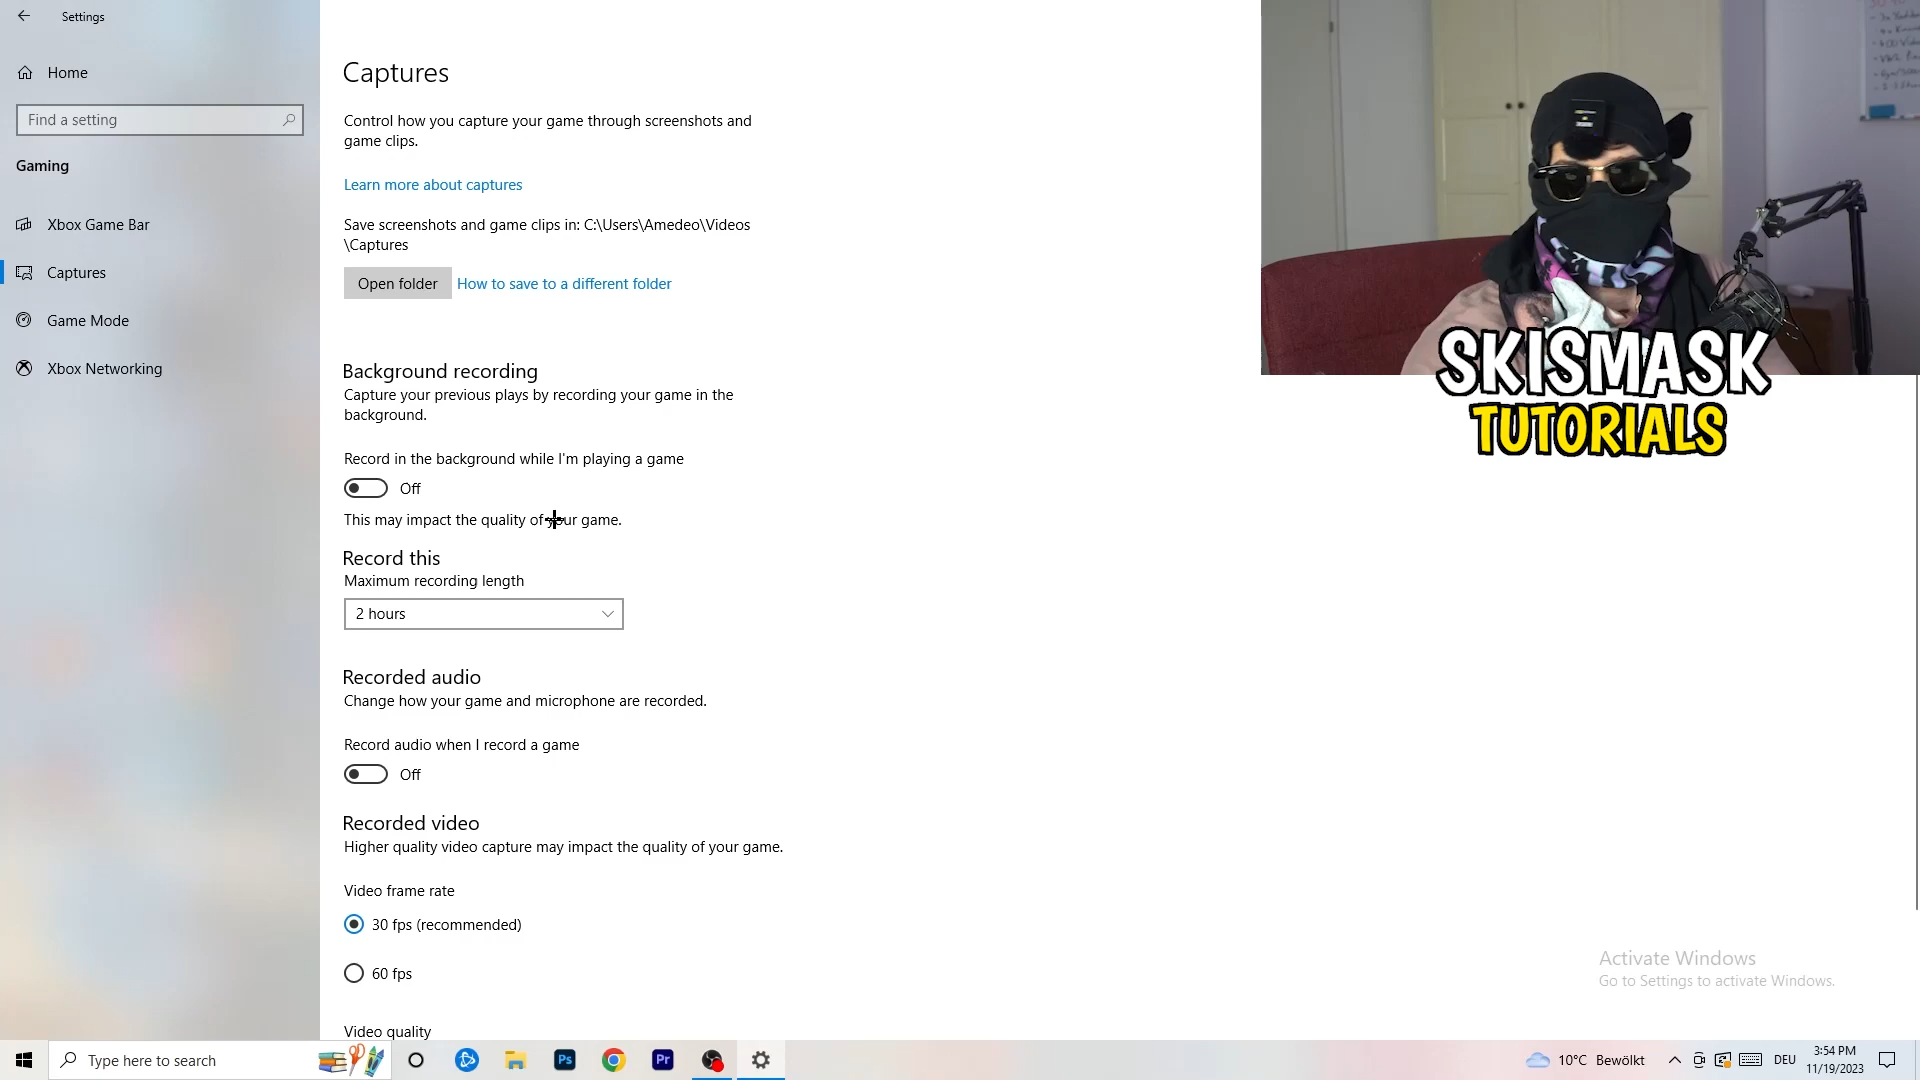 Settings
Home
Find a setting
Gaming
Xbox Game Bar
Captures
Game Mode
Xbox Networking
Captures
Control how you capture your game through screenshots and
game clips.
Learn more about captures
Save screenshots and game clips in: C:\Users\Amedeo\Videos
\Captures
Open folder
How to save to a different folder
Background recording
Capture your previous plays by recording your game in the
background.
Record in the background while I'm playing a game
Off
This may impact the quality of your game.
Record this
Maximum recording length
2 hours
Recorded audio
Change how your game and microphone are recorded.
Record audio when I record a game
Off
Recorded video
Higher quality video capture may impact the quality of your game.
Video frame rate
30 fps (recommended)
60 fps
Video quality
SKISMASK
TUTORIALS
Activate Windows
Go to Settings to activate Windows.
Type here to search
Ps
Pr
10°C Bewölkt
DEU
3:54 PM
11/19/2023